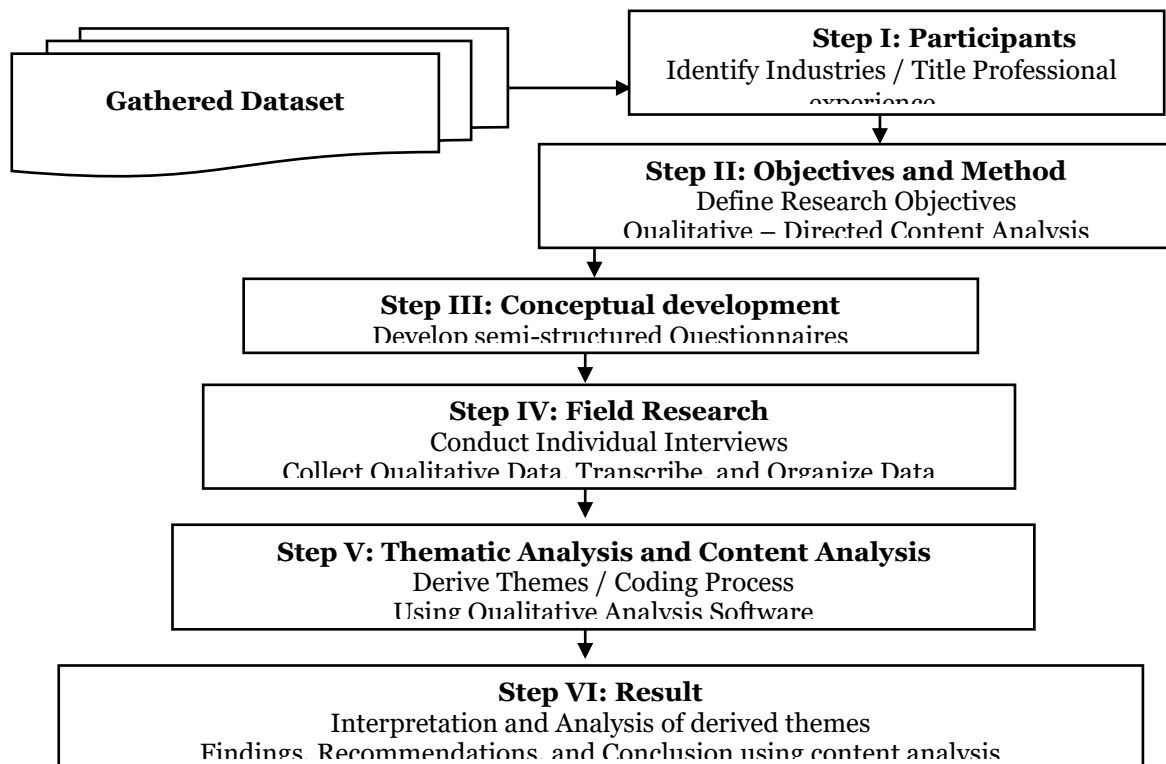 Gathered Dataset
Step I: Participants
Identify Industries / Title Professional
experience
Step II: Objectives and Method
Define Research Objectives
Qualitative – Directed Content Analysis
Step III: Conceptual development
Develop semi-structured Questionnaires
Step IV: Field Research
Conduct Individual Interviews
Collect Qualitative Data, Transcribe, and Organize Data
Step V: Thematic Analysis and Content Analysis
Derive Themes / Coding Process
Using Qualitative Analysis Software
Step VI: Result
Interpretation and Analysis of derived themes
Findings, Recommendations, and Conclusion using content analysis